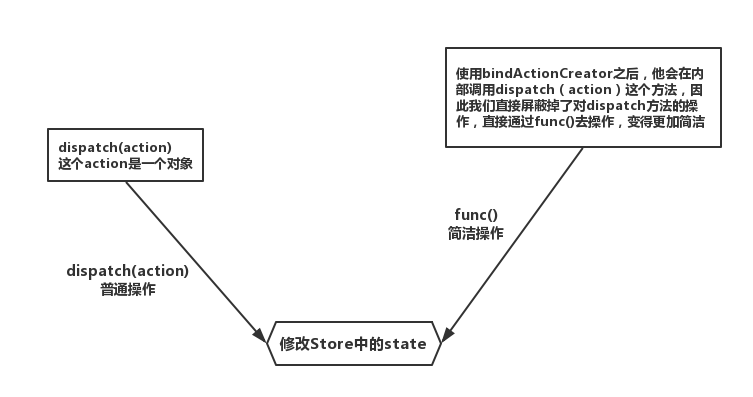 使用bindActionCreator之后，他会在内
部调用dispatch（action）这个方法，因
此我们直接屏蔽掉了对dispatch方法的操
作，直接通过func()去操作，变得更加简洁
dispatch(action)
这个action是一个对象
func()
简洁操作
dispatch(action)
普通操作
修改Store中的state